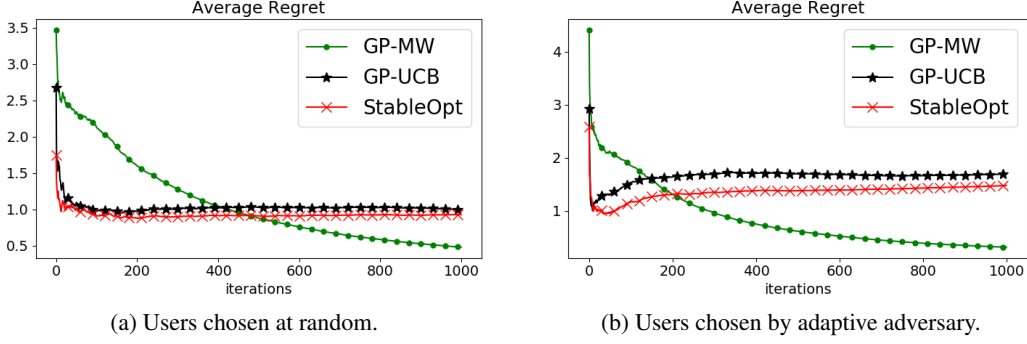 Average Regret
3.5
3.0
2.5
2.0
1.5
1.0
0.5
0
200
400
600
800
1000
iterations
GP-MW
GP-UCB
StableOpt
(a) Users chosen at random.
Average Regret
4
3
2
1
0
200
400
600
800
1000
iterations
GP-MW
GP-UCB
StableOpt
(b) Users chosen by adaptive adversary.